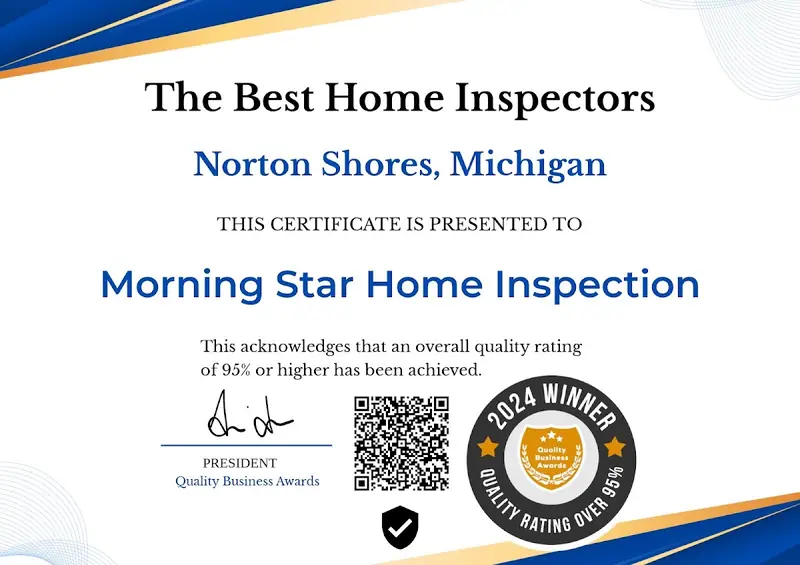 The Best Home Inspectors
Norton Shores, Michigan
THIS CERTIFICATE IS PRESENTED TO
Morning Star Home Inspection
This acknowledges that an overall quality rating
of 95% or higher has been achieved.
PRESIDENT
Quality Business Awards
2024 WINNER
Quality
Business
Awards
QUALITY RATING OVER 95%